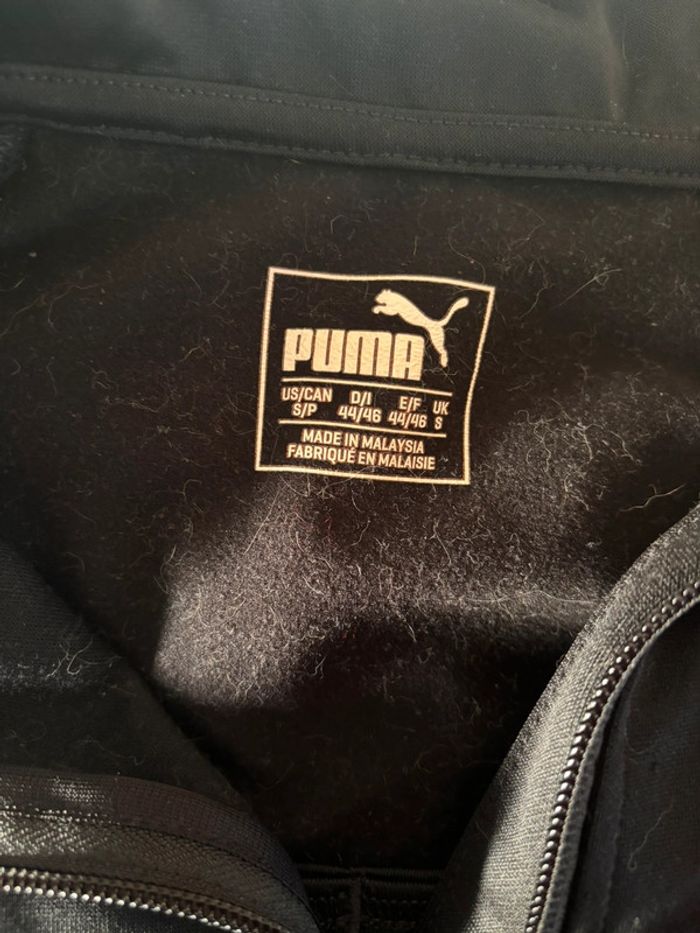 PUMA
US/CAN D/I E/F UK
S/P 44/46 44/46 S
MADE IN MALAYSIA
FABRIQUÉ EN MALAISIE